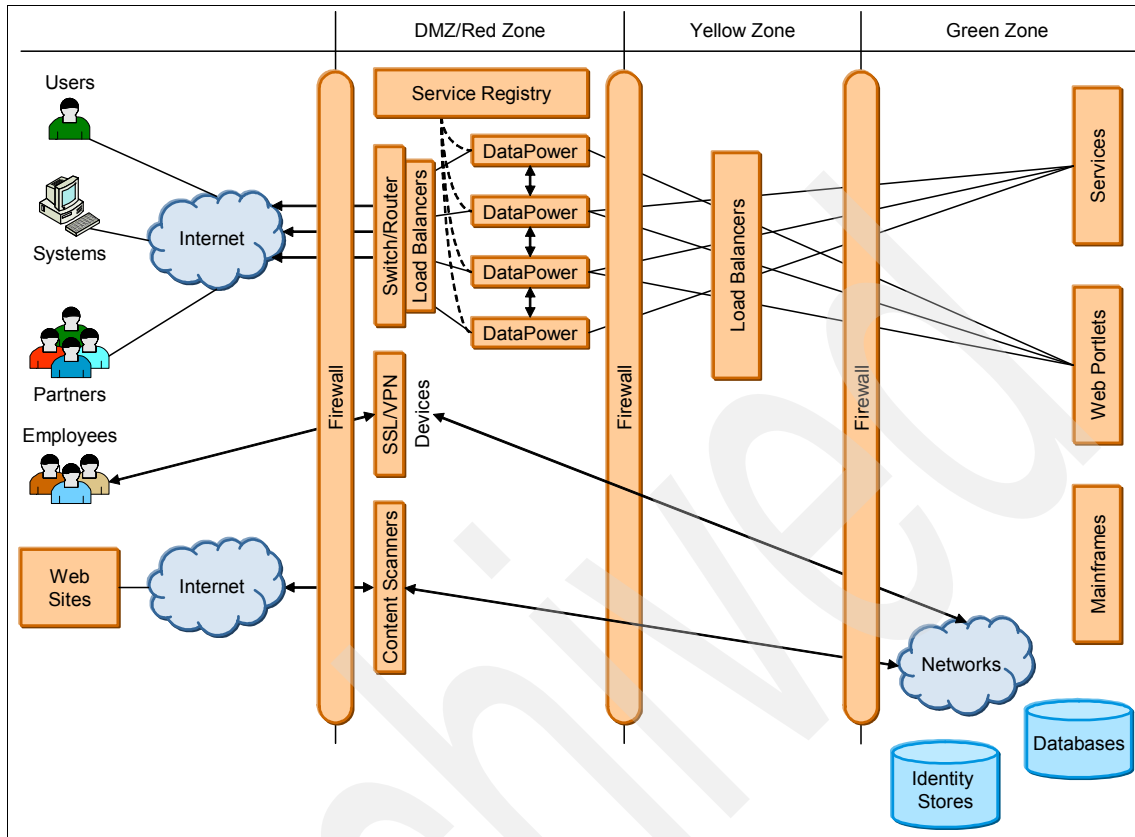 DMZ/Red Zone
Yellow Zone
Green Zone
Users
Systems
Internet
Partners
Employees
Web
Sites
Internet
Firewall
Service Registry
Switch/Router
Load Balancers
DataPower
DataPower
DataPower
DataPower
SSL/VPN
Devices
Content Scanners
Firewall
Load Balancers
Firewall
Services
Web Portlets
Mainframes
Networks
Databases
Identity
Stores